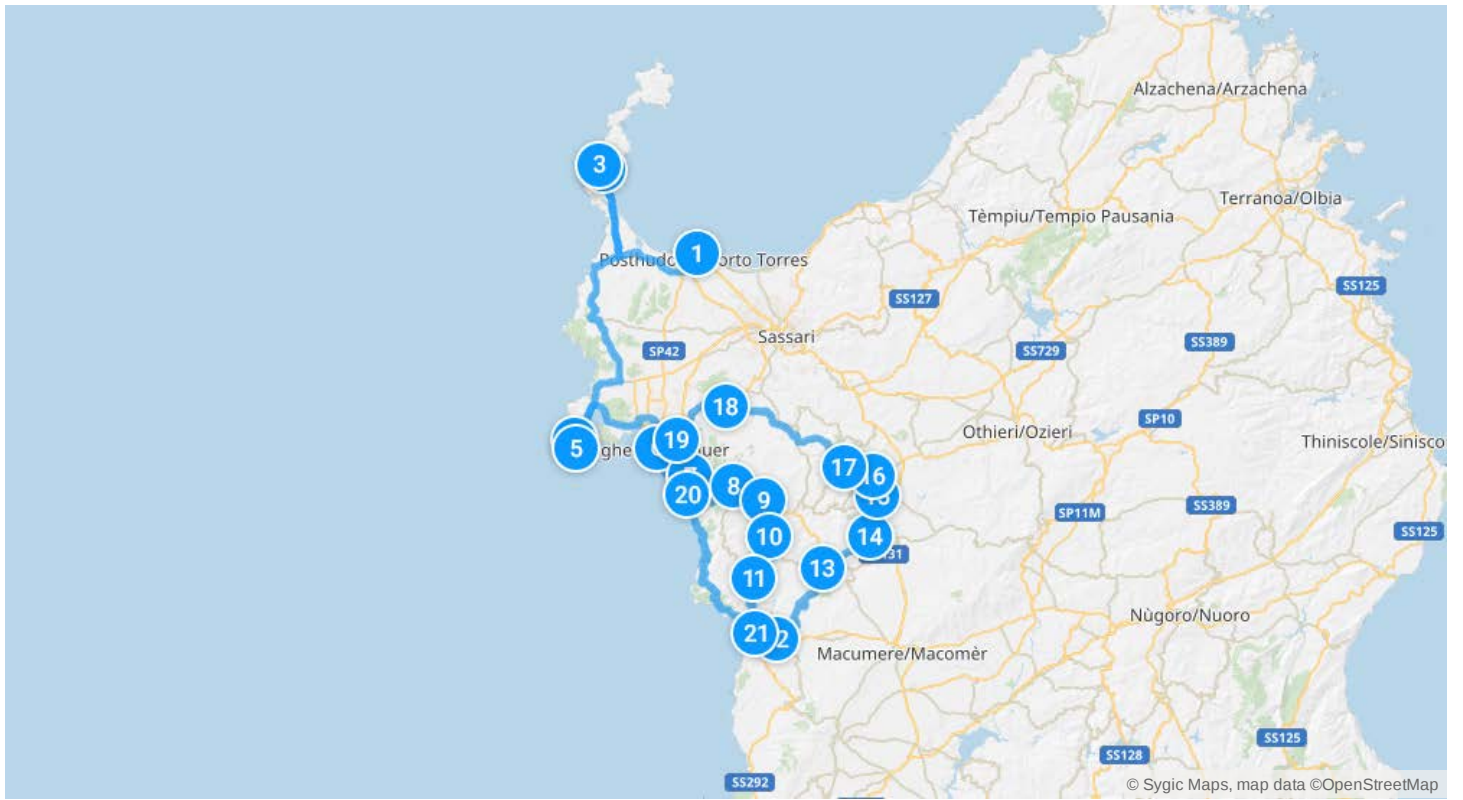 Alzachena/Arzachena
3
Terranoa/Olbia
Tèmpiu/Tempio Pausania
1
SS125
SS127
Sassari
SP42
SS729
SS389
18
SP10
Othieri/Ozieri
Thiniscole/Sinisco
19
5
17
16
8
20
9
SP11M
SS389
10
14
SS125
13
11
Nùgoro/Nuoro
21
Macumere/Macomèr
SS125
SS128
SS292
© Sygic Maps, map data ©OpenStreetMap